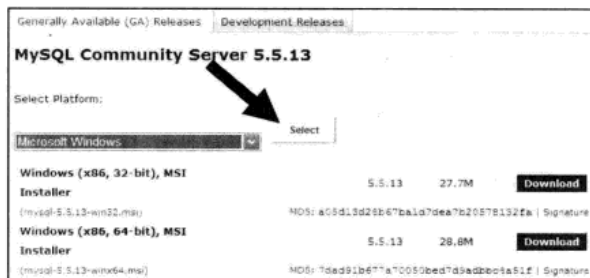 Generally Available (GA) Releases Development Releases
MySQL Community Server 5.5.13
Select Platform:
Microsoft Windows Select
Windows (x86, 32-bit), MSI
Installer 5.5.13 27.7M Download
(mysql-5.5.13-win32.msi) MD5: | Signature
Windows (x86, 64-bit), MSI
Installer 5.5.13 28.8M Download
(mysql-5.5.13-winx64.msi) MD5: | Signature